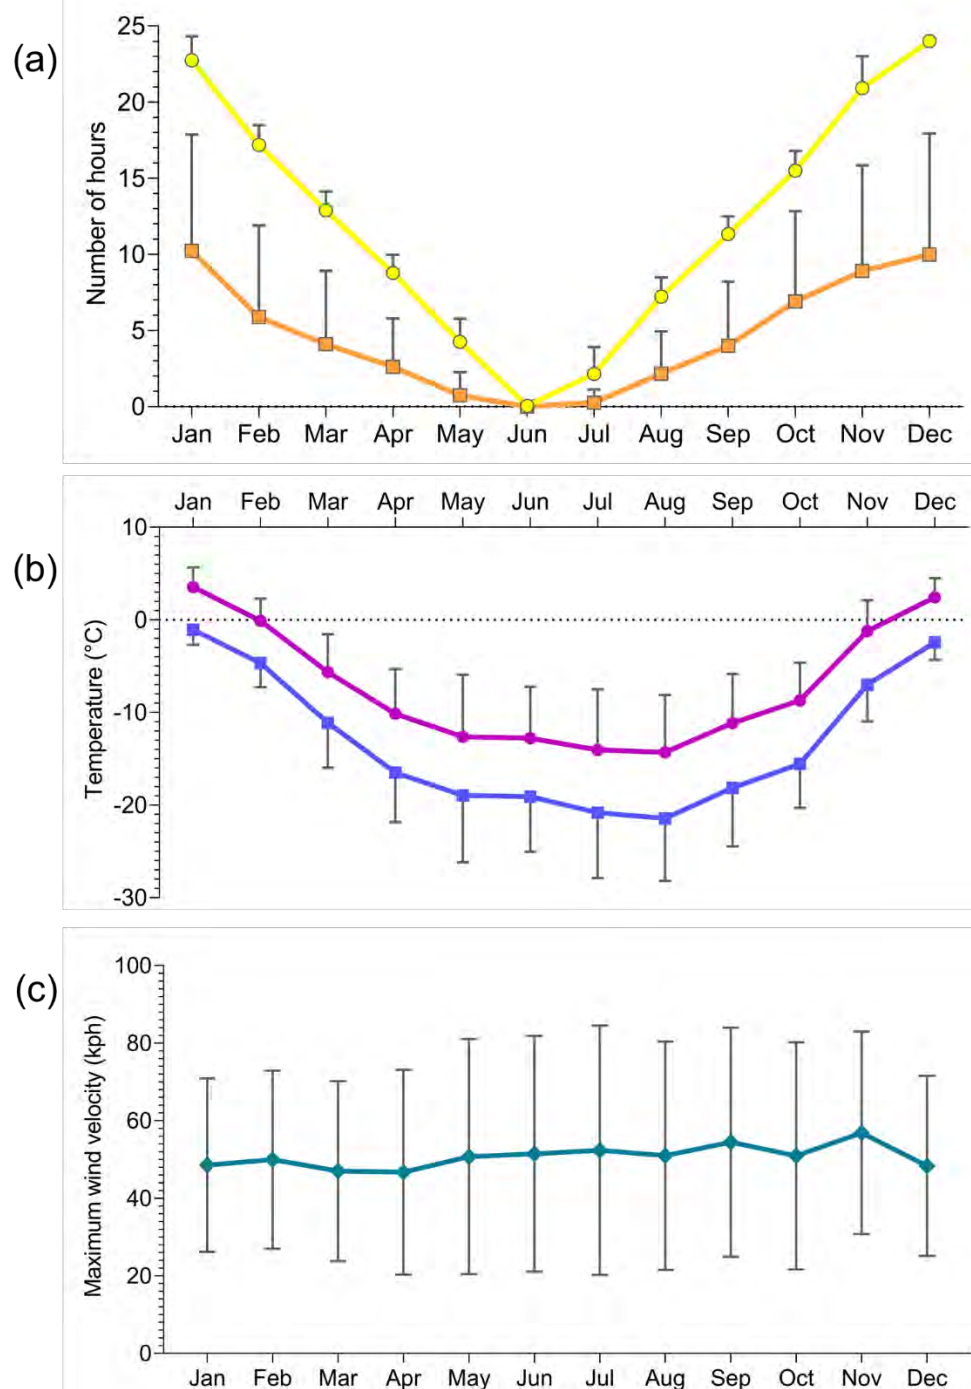 (a)
Number of hours
25
20
15
10
5
0
Jan Feb Mar Apr May Jun Jul Aug Sep Oct Nov Dec
(b)
Jan Feb Mar Apr May Jun Jul Aug Sep Oct Nov Dec
Temperature (°C)
10
0
-10
-20
-30
(c)
Maximum wind velocity (kph)
100
80
60
40
20
0
Jan Feb Mar Apr May Jun Jul Aug Sep Oct Nov Dec